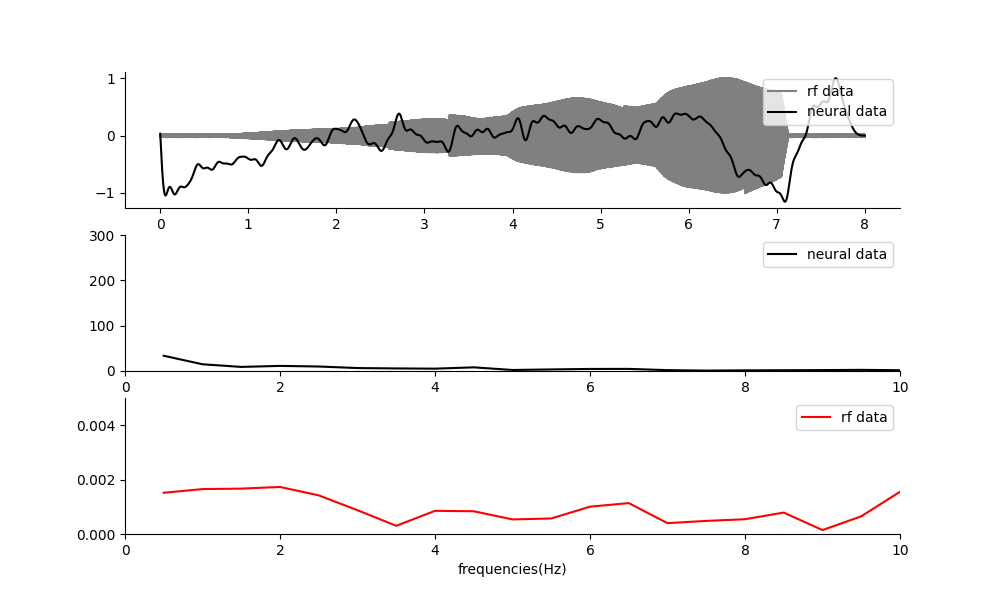 1
0
−1
rf data
neural data
0 1 2 3 4 5 6 7 8
300
200
100
0
neural data
0 2 4 6 8 10
0.004
0.002
0.000
rf data
0 2 4 6 8 10
frequencies(Hz)